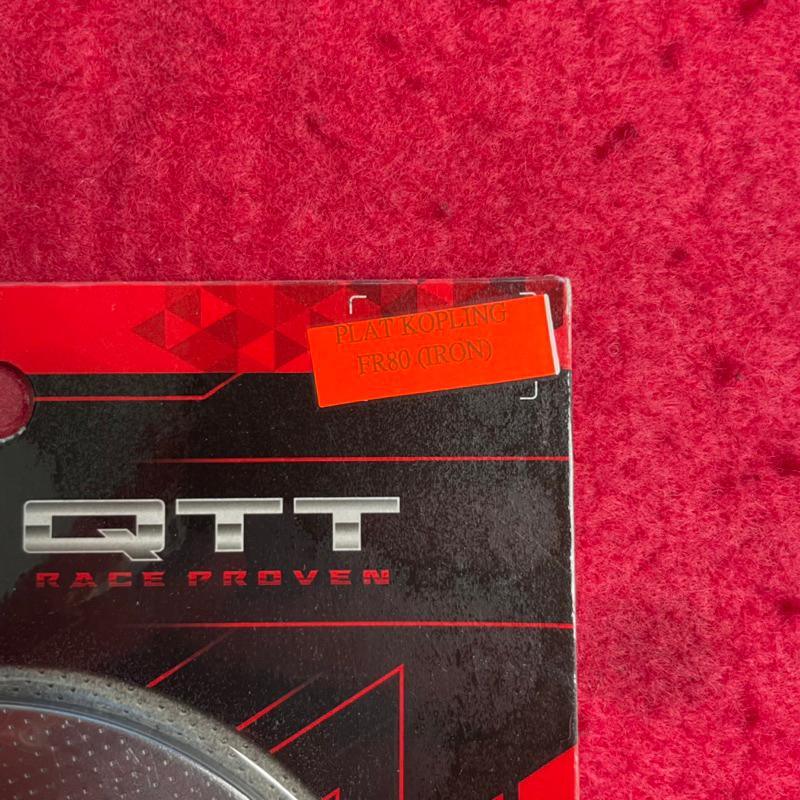 PLAT KOPLING
FR80 (IRON)
QTT
RACE PROVEN